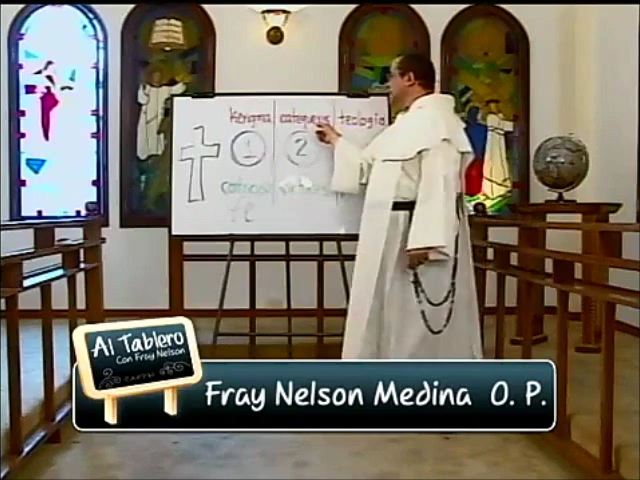 kerigma catequesis teología
1 2
Al Tablero
Con Fray Nelson
Fray Nelson Medina O. P.